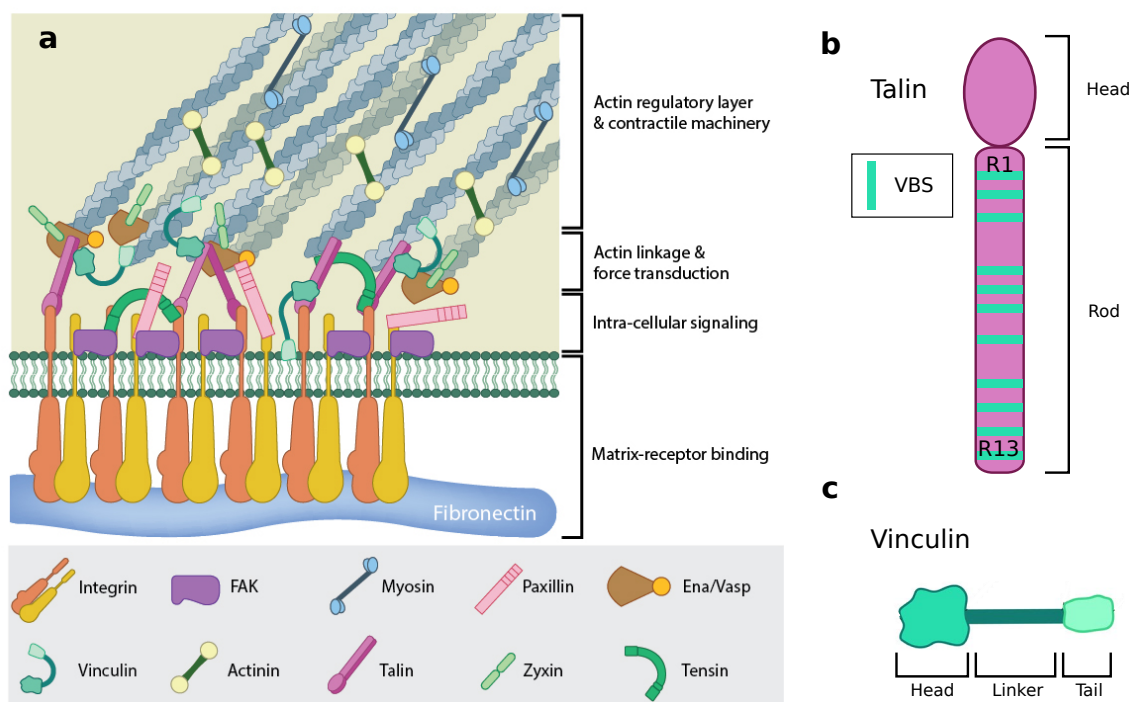 a
Actin regulatory layer
& contractile machinery
Actin linkage &
force transduction
Intra-cellular signaling
Matrix-receptor binding
Fibronectin
Integrin
FAK
Myosin
Paxillin
Ena/Vasp
Vinculin
Actinin
Talin
Zyxin
Tensin
b
Talin
VBS
R1
R13
Head
Rod
c
Vinculin
Head
Linker
Tail